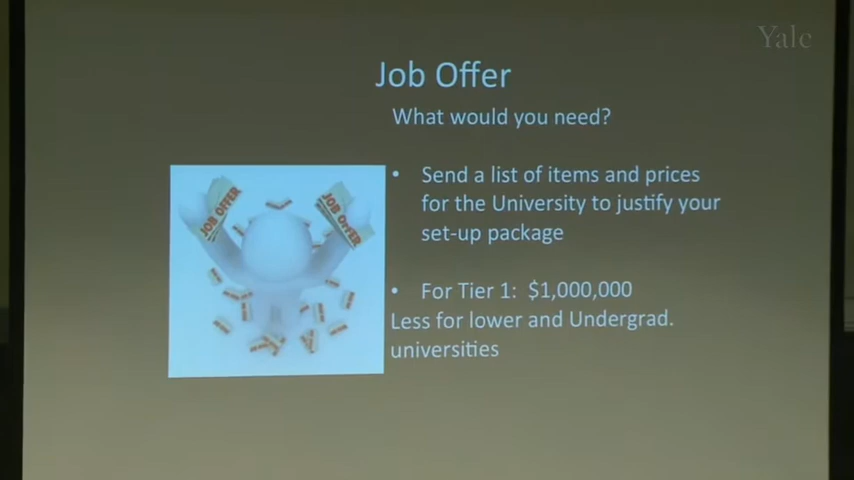 Yale
Job Offer
What would you need?
• Send a list of items and prices
for the University to justify your
set-up package
JOB OFFER
JOB OFFER
• For Tier 1: $1,000,000
Less for lower and Undergrad.
universities